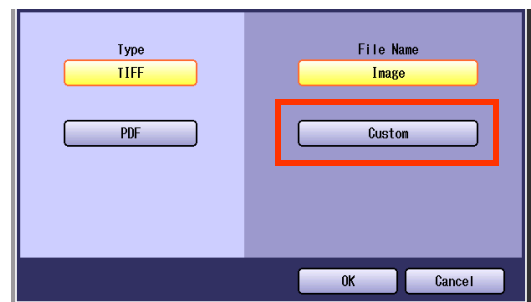 Type
TIFF
PDF
File Name
Image
Custom
OK
Cancel